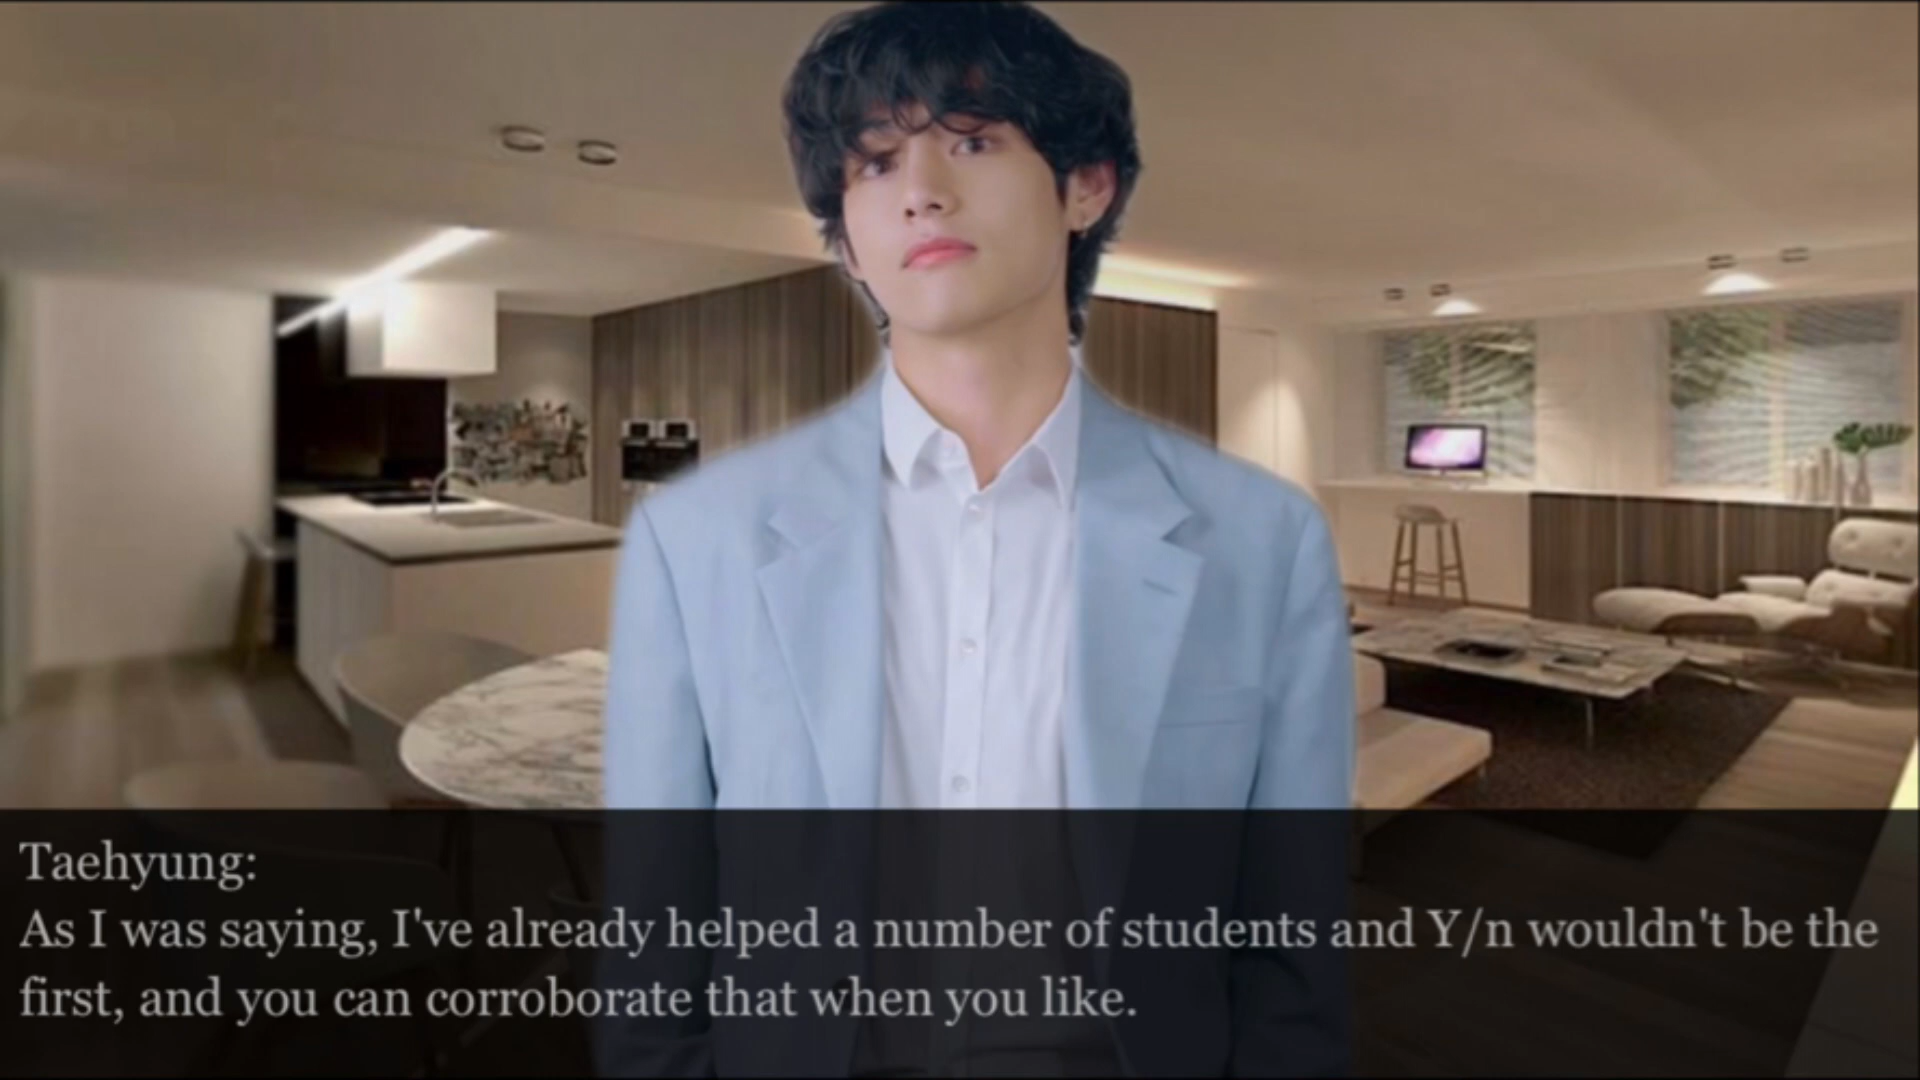 Taehyung:
As I was saying, I've already helped a number of students and Y/n wouldn't be the
first, and you can corroborate that when you like.